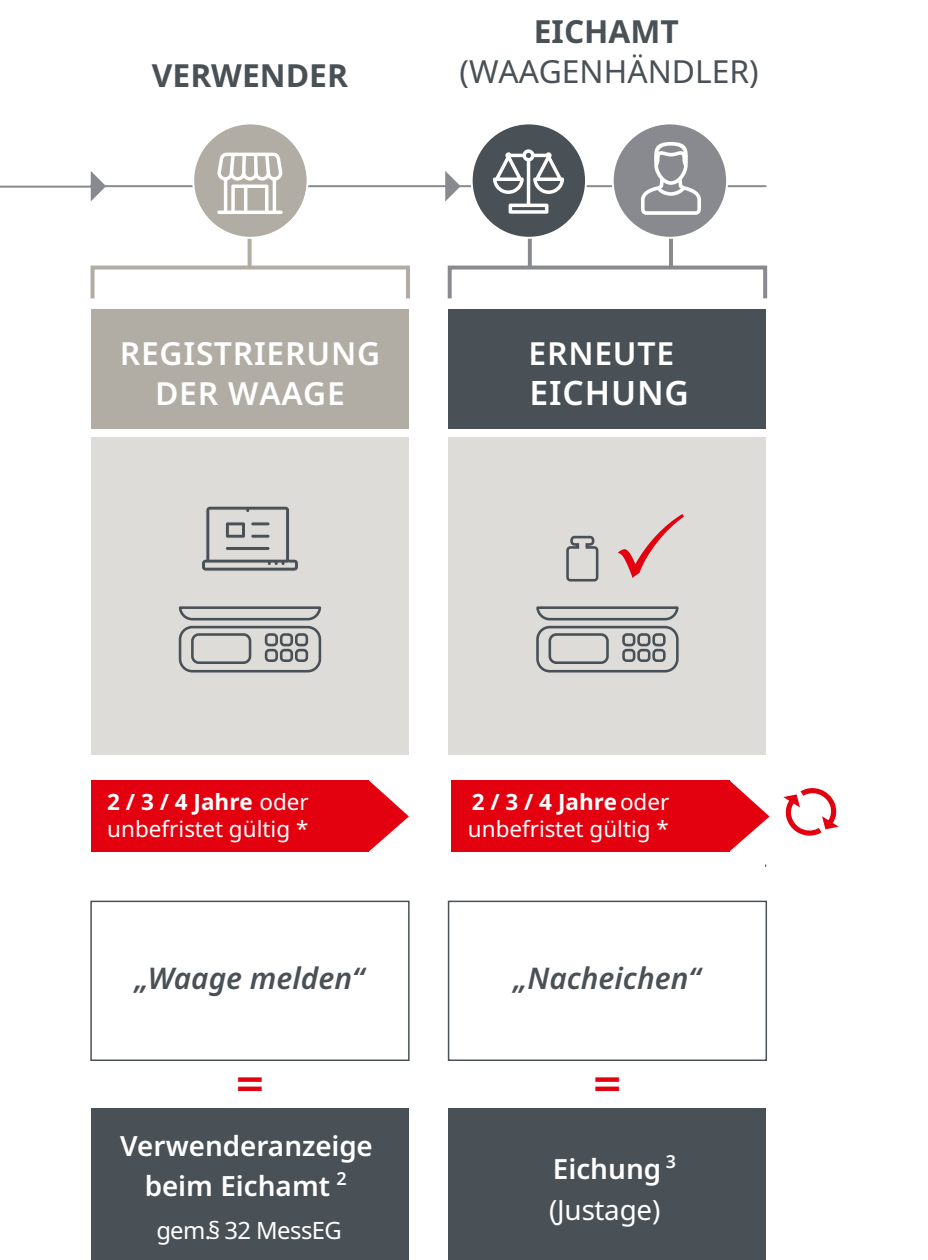 VERWENDER
EICHAMT
(WAAGENHÄNDLER)
REGISTRIERUNG
DER WAAGE
ERNEUTE
EICHUNG
2 / 3 / 4 Jahre oder
unbefristet gültig *
2 / 3 / 4 Jahre oder
unbefristet gültig *
„Waage melden“
„Nacheichen“
=
=
Verwenderanzeige
beim Eichamt ²
gem.§ 32 MessEG
Eichung ³
(Justage)